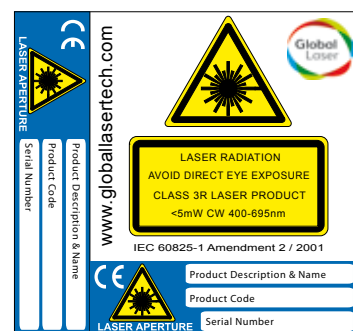 CE
LASER APERTURE
Serial Number
Product Code
Product Description & Name
www.globallasertech.com
Global
Laser
LASER RADIATION
AVOID DIRECT EYE EXPOSURE
CLASS 3R LASER PRODUCT
<5mW CW 400-695nm
IEC 60825-1 Amendment 2 / 2001
CE
LASER APERTURE
Product Description & Name
Product Code
Serial Number